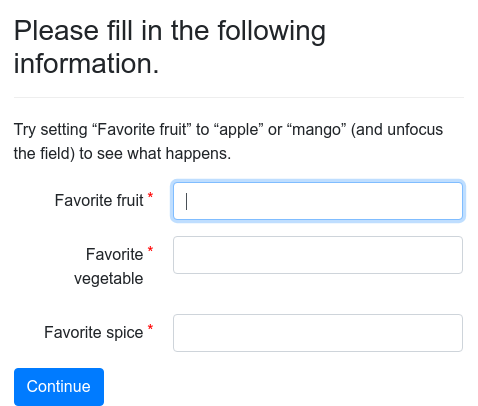 Please fill in the following
information.
Try setting “Favorite fruit” to “apple” or “mango” (and unfocus
the field) to see what happens.
Favorite fruit *
Favorite *
vegetable
Favorite spice *
Continue